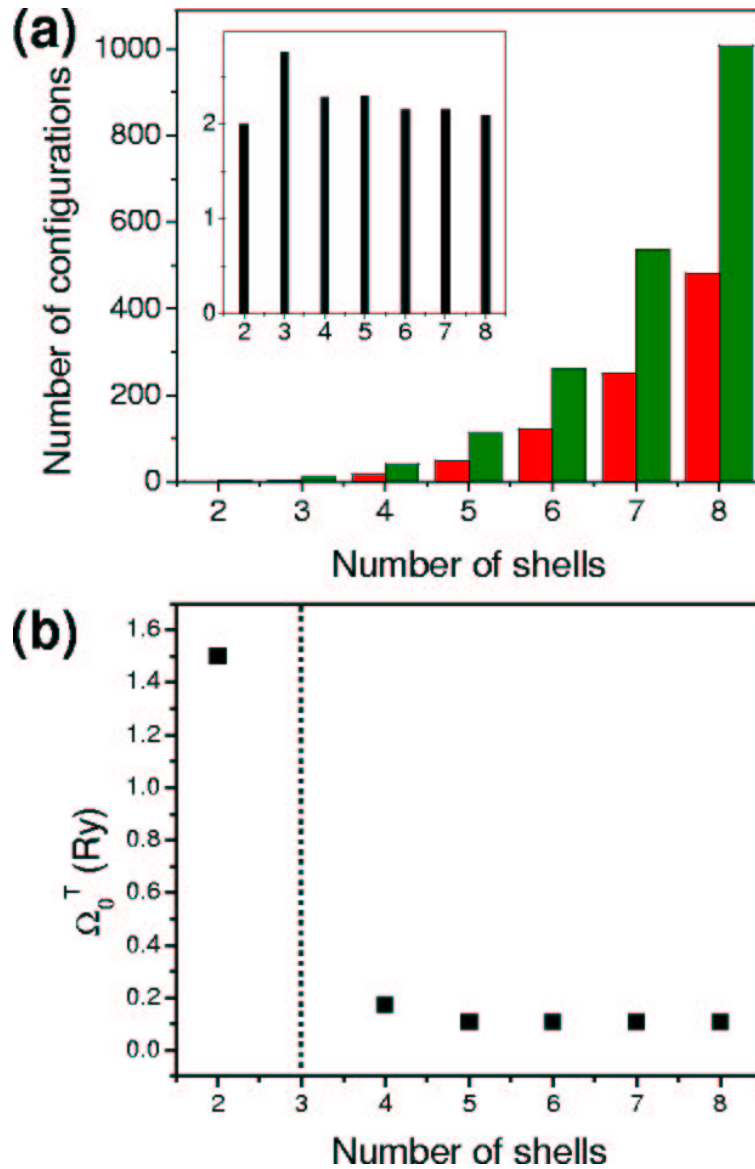 (a)
Number of configurations
1000
800
600
400
200
0
2
1
0
2 3 4 5 6 7 8
2 3 4 5 6 7 8
Number of shells
(b)
Ω₀ᵀ (Ry)
1.6
1.4
1.2
1.0
0.8
0.6
0.4
0.2
0.0
2 3 4 5 6 7 8
Number of shells